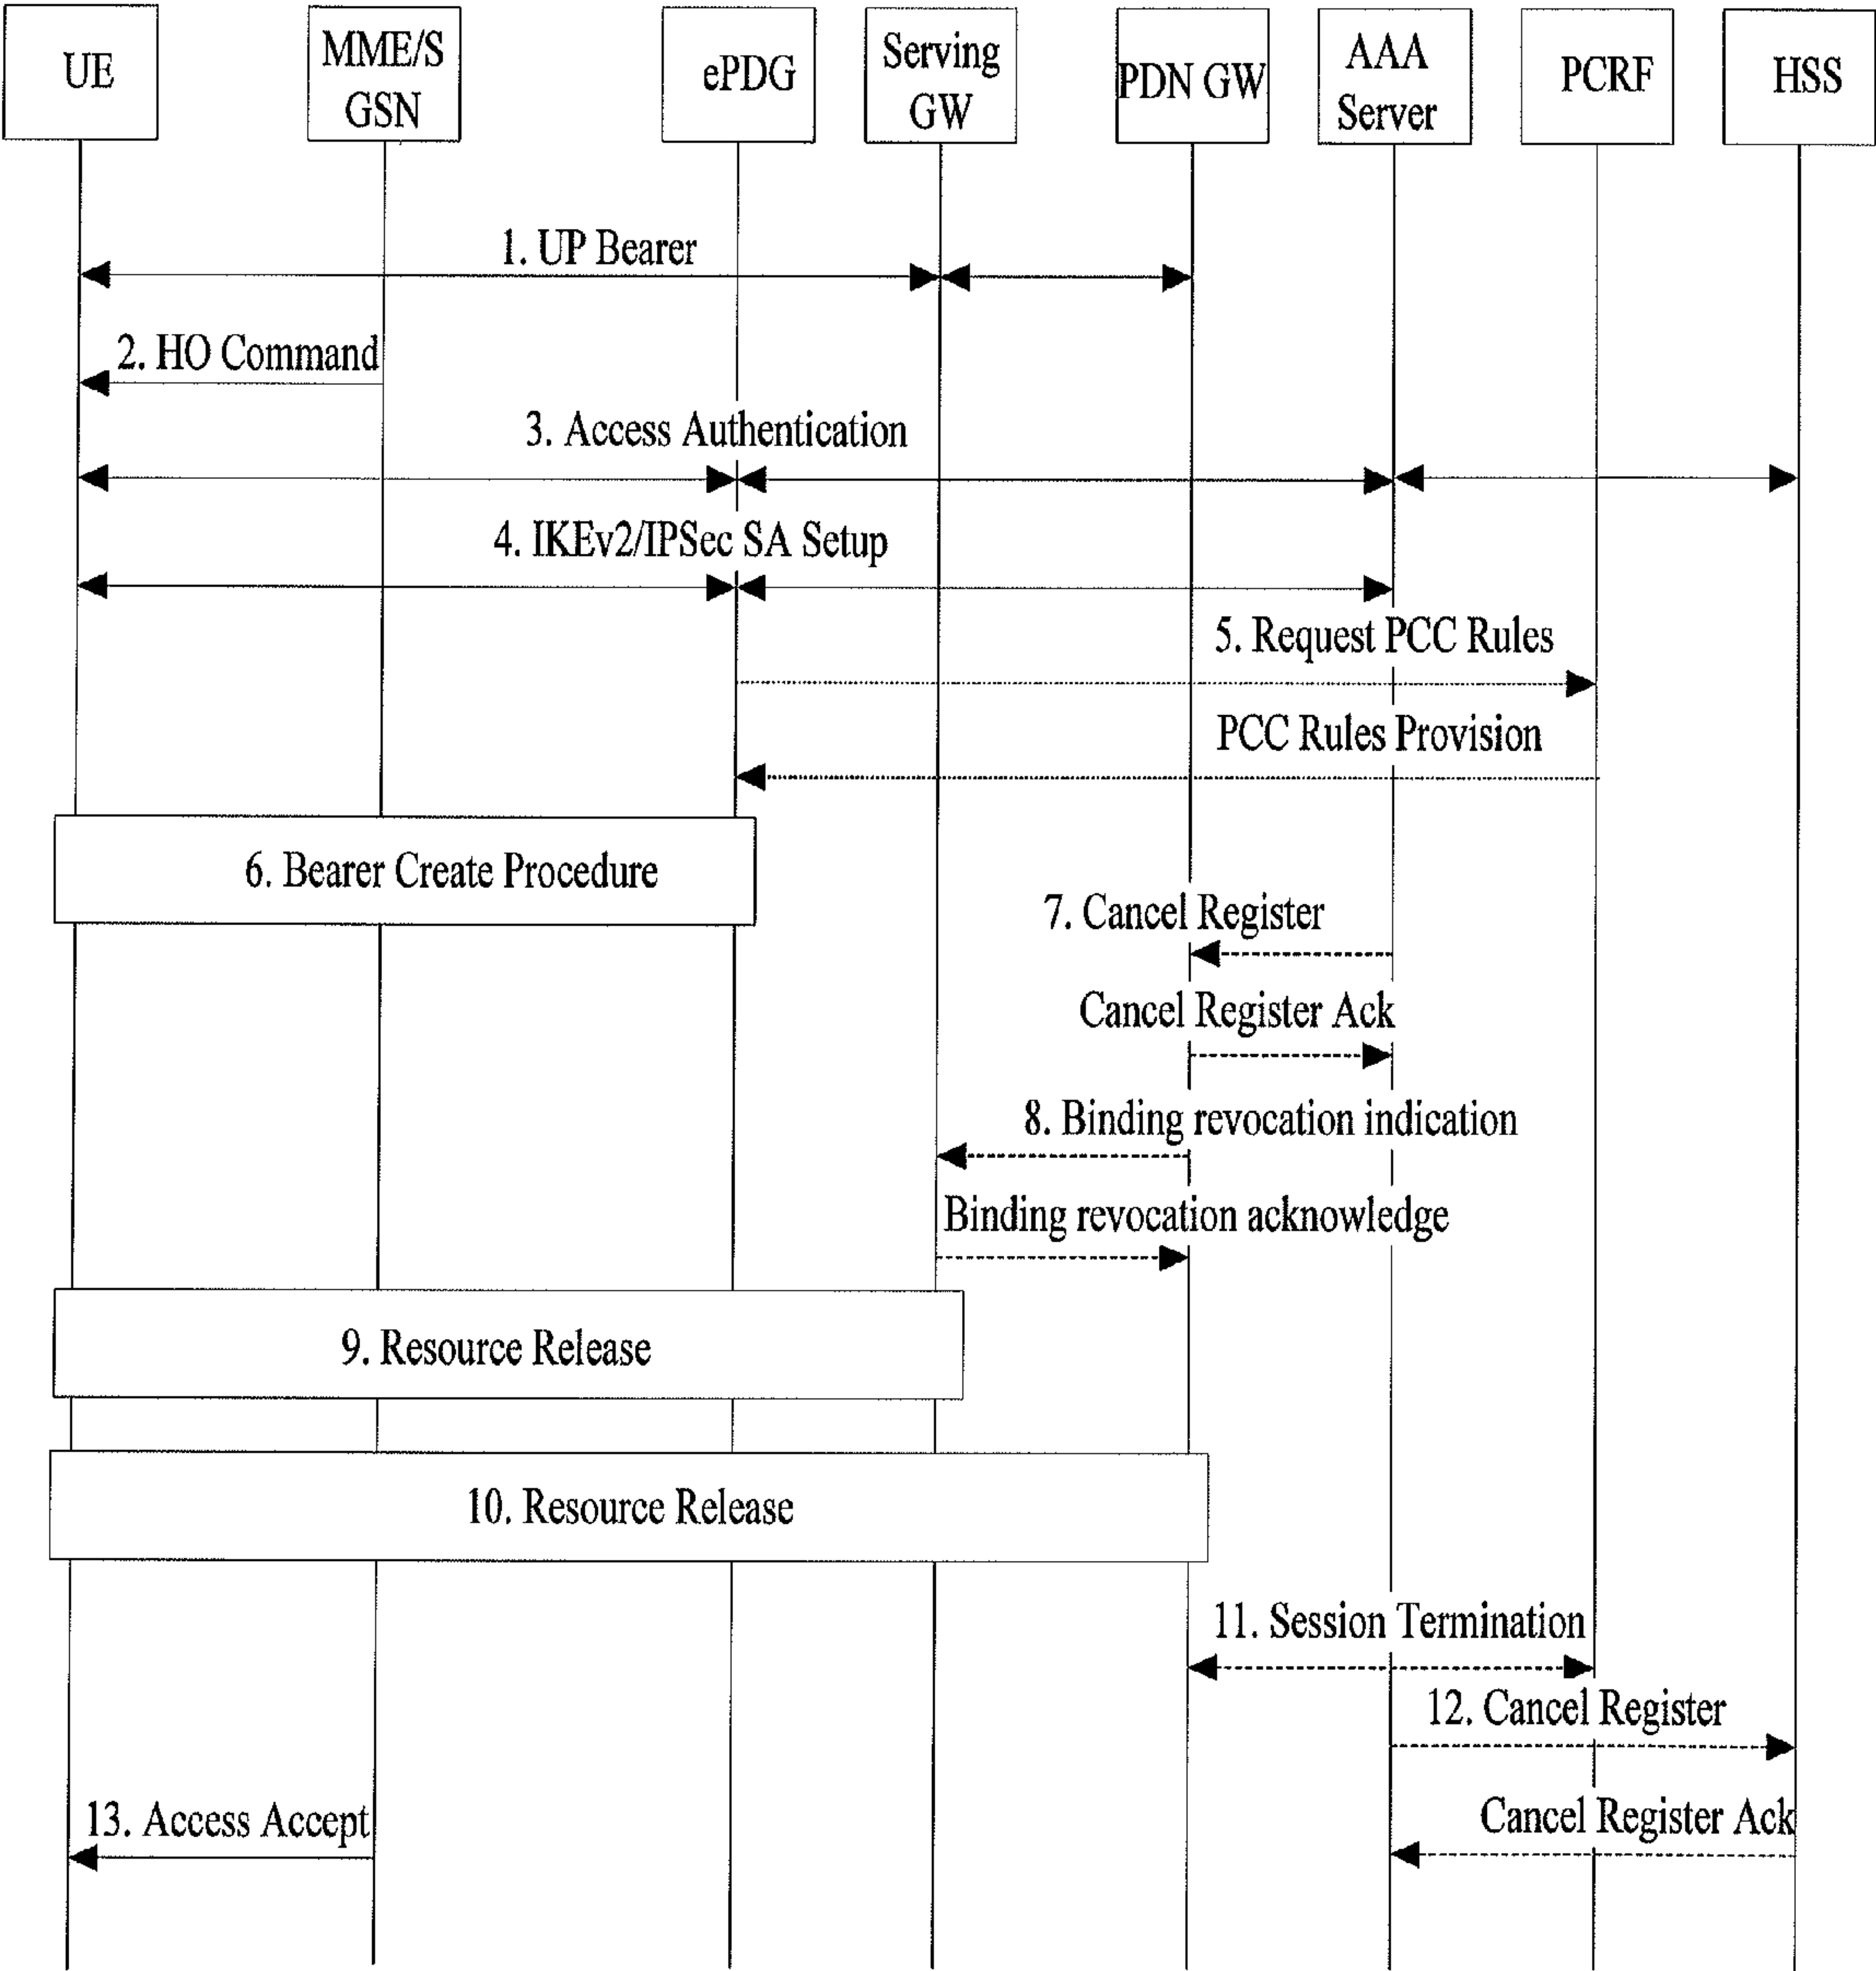 UE
MME/S
GSN
ePDG
Serving
GW
PDN GW
AAA
Server
PCRF
HSS
1. UP Bearer
2. HO Command
3. Access Authentication
4. IKEv2/IPSec SA Setup
5. Request PCC Rules
PCC Rules Provision
6. Bearer Create Procedure
7. Cancel Register
Cancel Register Ack
8. Binding revocation indication
Binding revocation acknowledge
9. Resource Release
10. Resource Release
11. Session Termination
12. Cancel Register
13. Access Accept
Cancel Register Ack